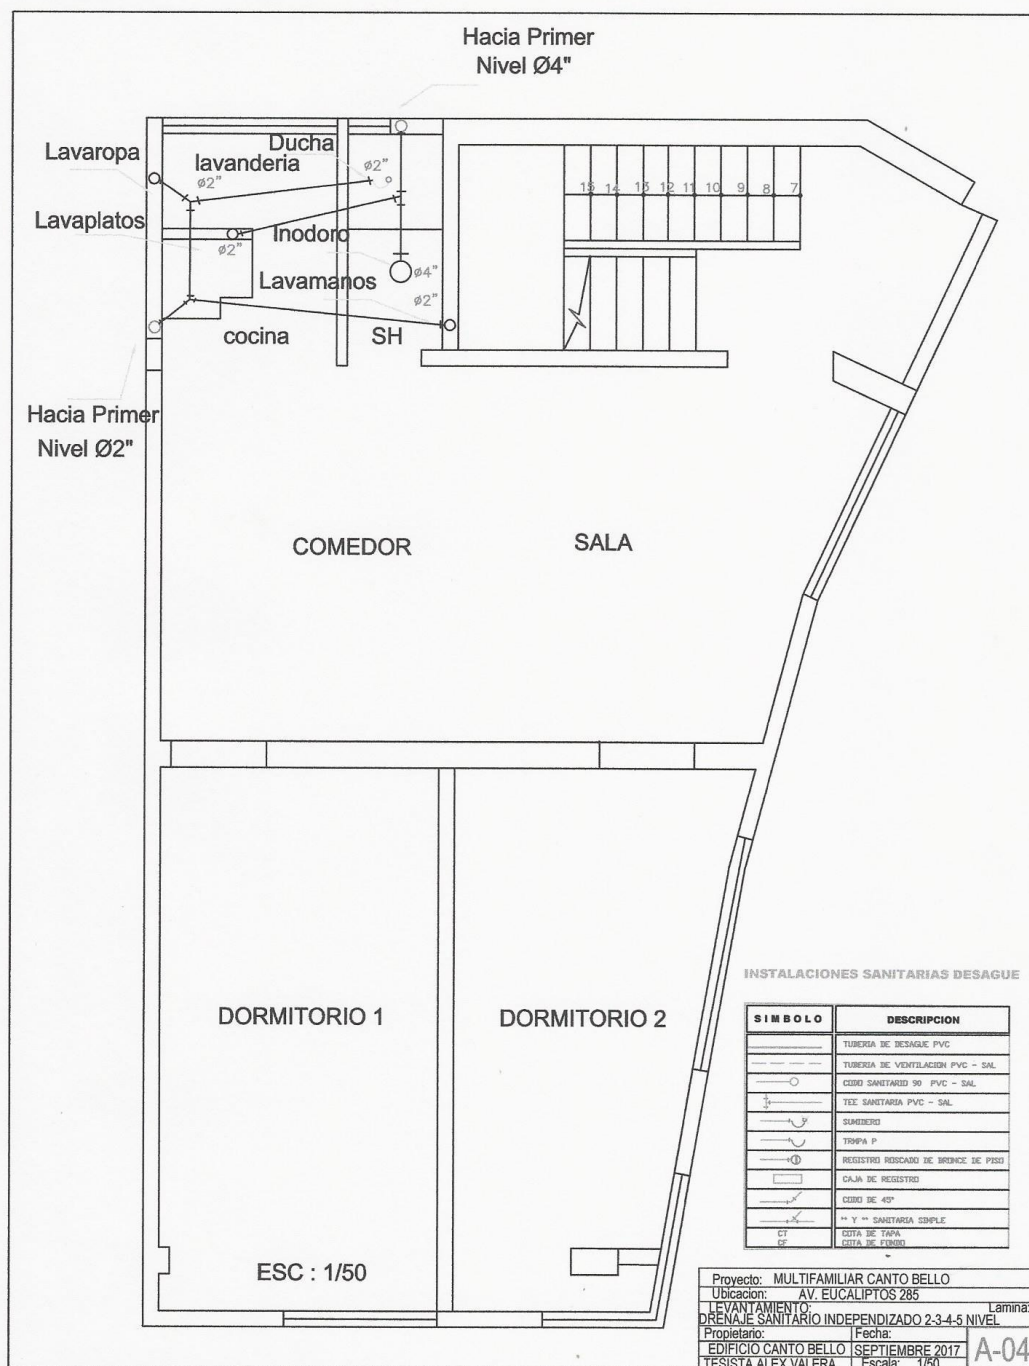 Hacia Primer
Nivel Ø4"
Lavaropa
Ducha
lavanderia
ø2"
ø2"
15 14 13 12 11 10 9 8 7
Lavaplatos
Inodoro
ø2"
ø4"
Lavamanos
ø2"
cocina
SH
Hacia Primer
Nivel Ø2"
COMEDOR
SALA
DORMITORIO 1
DORMITORIO 2
ESC : 1/50
INSTALACIONES SANITARIAS DESAGUE
SIMBOLO DESCRIPCION
TUBERIA DE DESAGUE PVC
TUBERIA DE VENTILACION PVC - SAL
CODO SANITARIO 90 PVC - SAL
TEE SANITARIA PVC - SAL
SUMIDERO
TRMPA P
REGISTRO ROSCADO DE BRONCE DE PISO
CAJA DE REGISTRO
CODO DE 45°
" Y " SANITARIA SIMPLE
CT COTA DE TAPA
CF COTA DE FONDO
Proyecto: MULTIFAMILIAR CANTO BELLO
Ubicacion: AV. EUCALIPTOS 285
LEVANTAMIENTO: Lamina:
DRENAJE SANITARIO INDEPENDIZADO 2-3-4-5 NIVEL
Propietario: Fecha:
EDIFICIO CANTO BELLO SEPTIEMBRE 2017 A-04
TESISTA ALEX VALERA Escala: 1/50